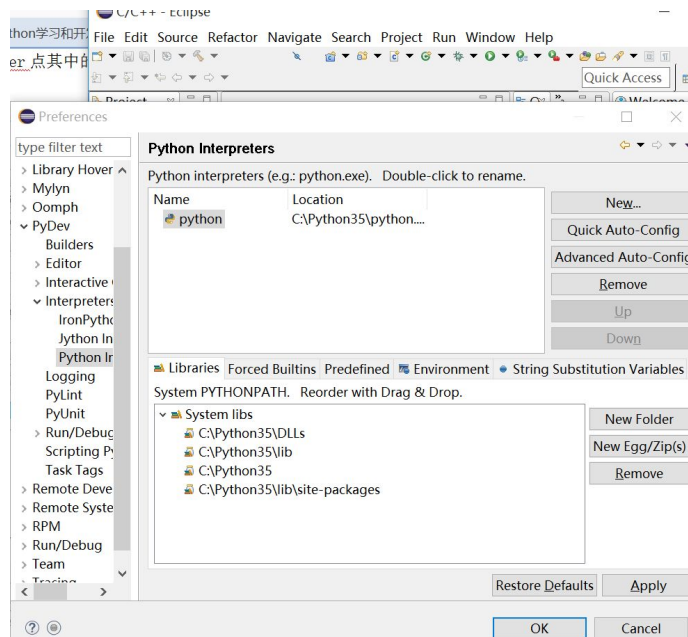 C/C++ - Eclipse
thon学习和开
File Edit Source Refactor Navigate Search Project Run Window Help
er 点其中的
Quick Access
Project
Welcome
Preferences
type filter text
Python Interpreters
Library Hover
Python interpreters (e.g.: python.exe). Double-click to rename.
Mylyn
Oomph
PyDev
Builders
Editor
Interactive
Interpreters
IronPytho
Jython In
Python Ir
Logging
PyLint
PyUnit
Run/Debug
Scripting Py
Task Tags
Remote Deve
Remote Syste
RPM
Run/Debug
Team
Tracing
Name Location
python C:\Python35\python....
New...
Quick Auto-Config
Advanced Auto-Config
Remove
Up
Down
Libraries Forced Builtins Predefined Environment String Substitution Variables
System PYTHONPATH. Reorder with Drag & Drop.
System libs
C:\Python35\DLLs
C:\Python35\lib
C:\Python35
C:\Python35\lib\site-packages
New Folder
New Egg/Zip(s)
Remove
Restore Defaults Apply
OK Cancel